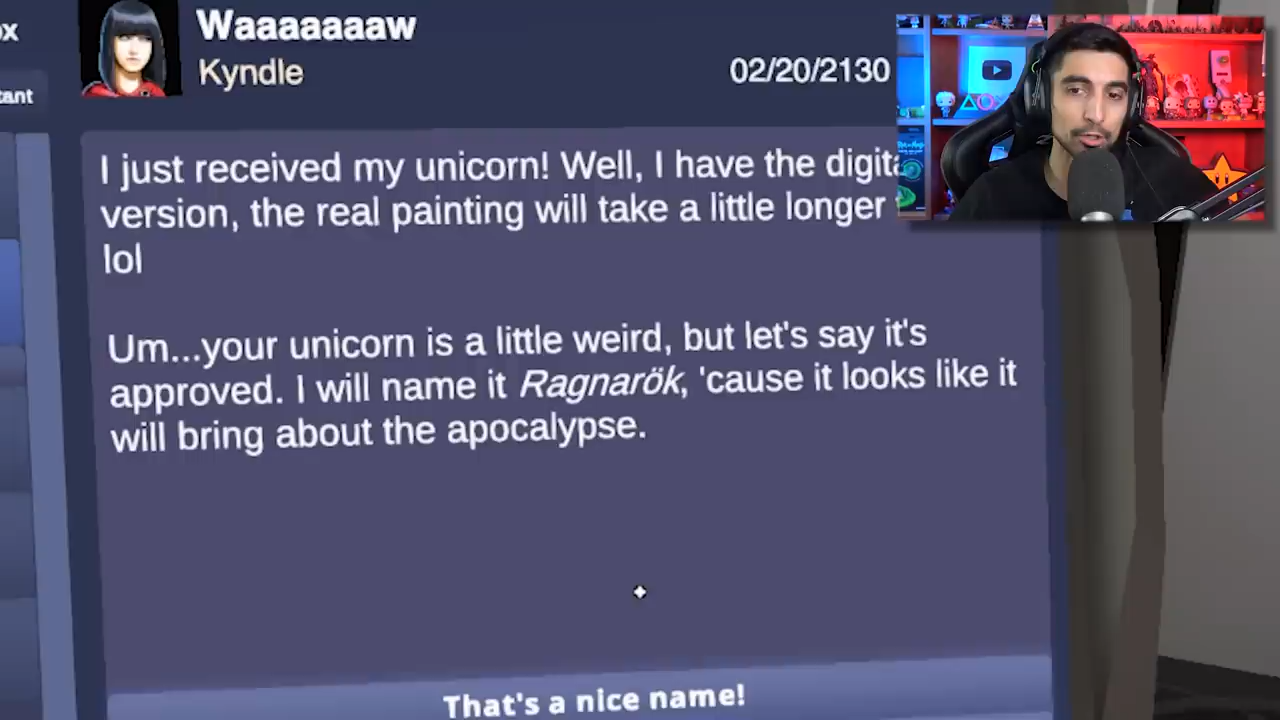 Waaaaaaaw
Kyndle
02/20/2130
I just received my unicorn! Well, I have the
version, the real painting will take a little longer
lol
Um...your unicorn is a little weird, but let's say it's
approved. I will name it Ragnarök, 'cause it looks like it
will bring about the apocalypse.
That's a nice name!